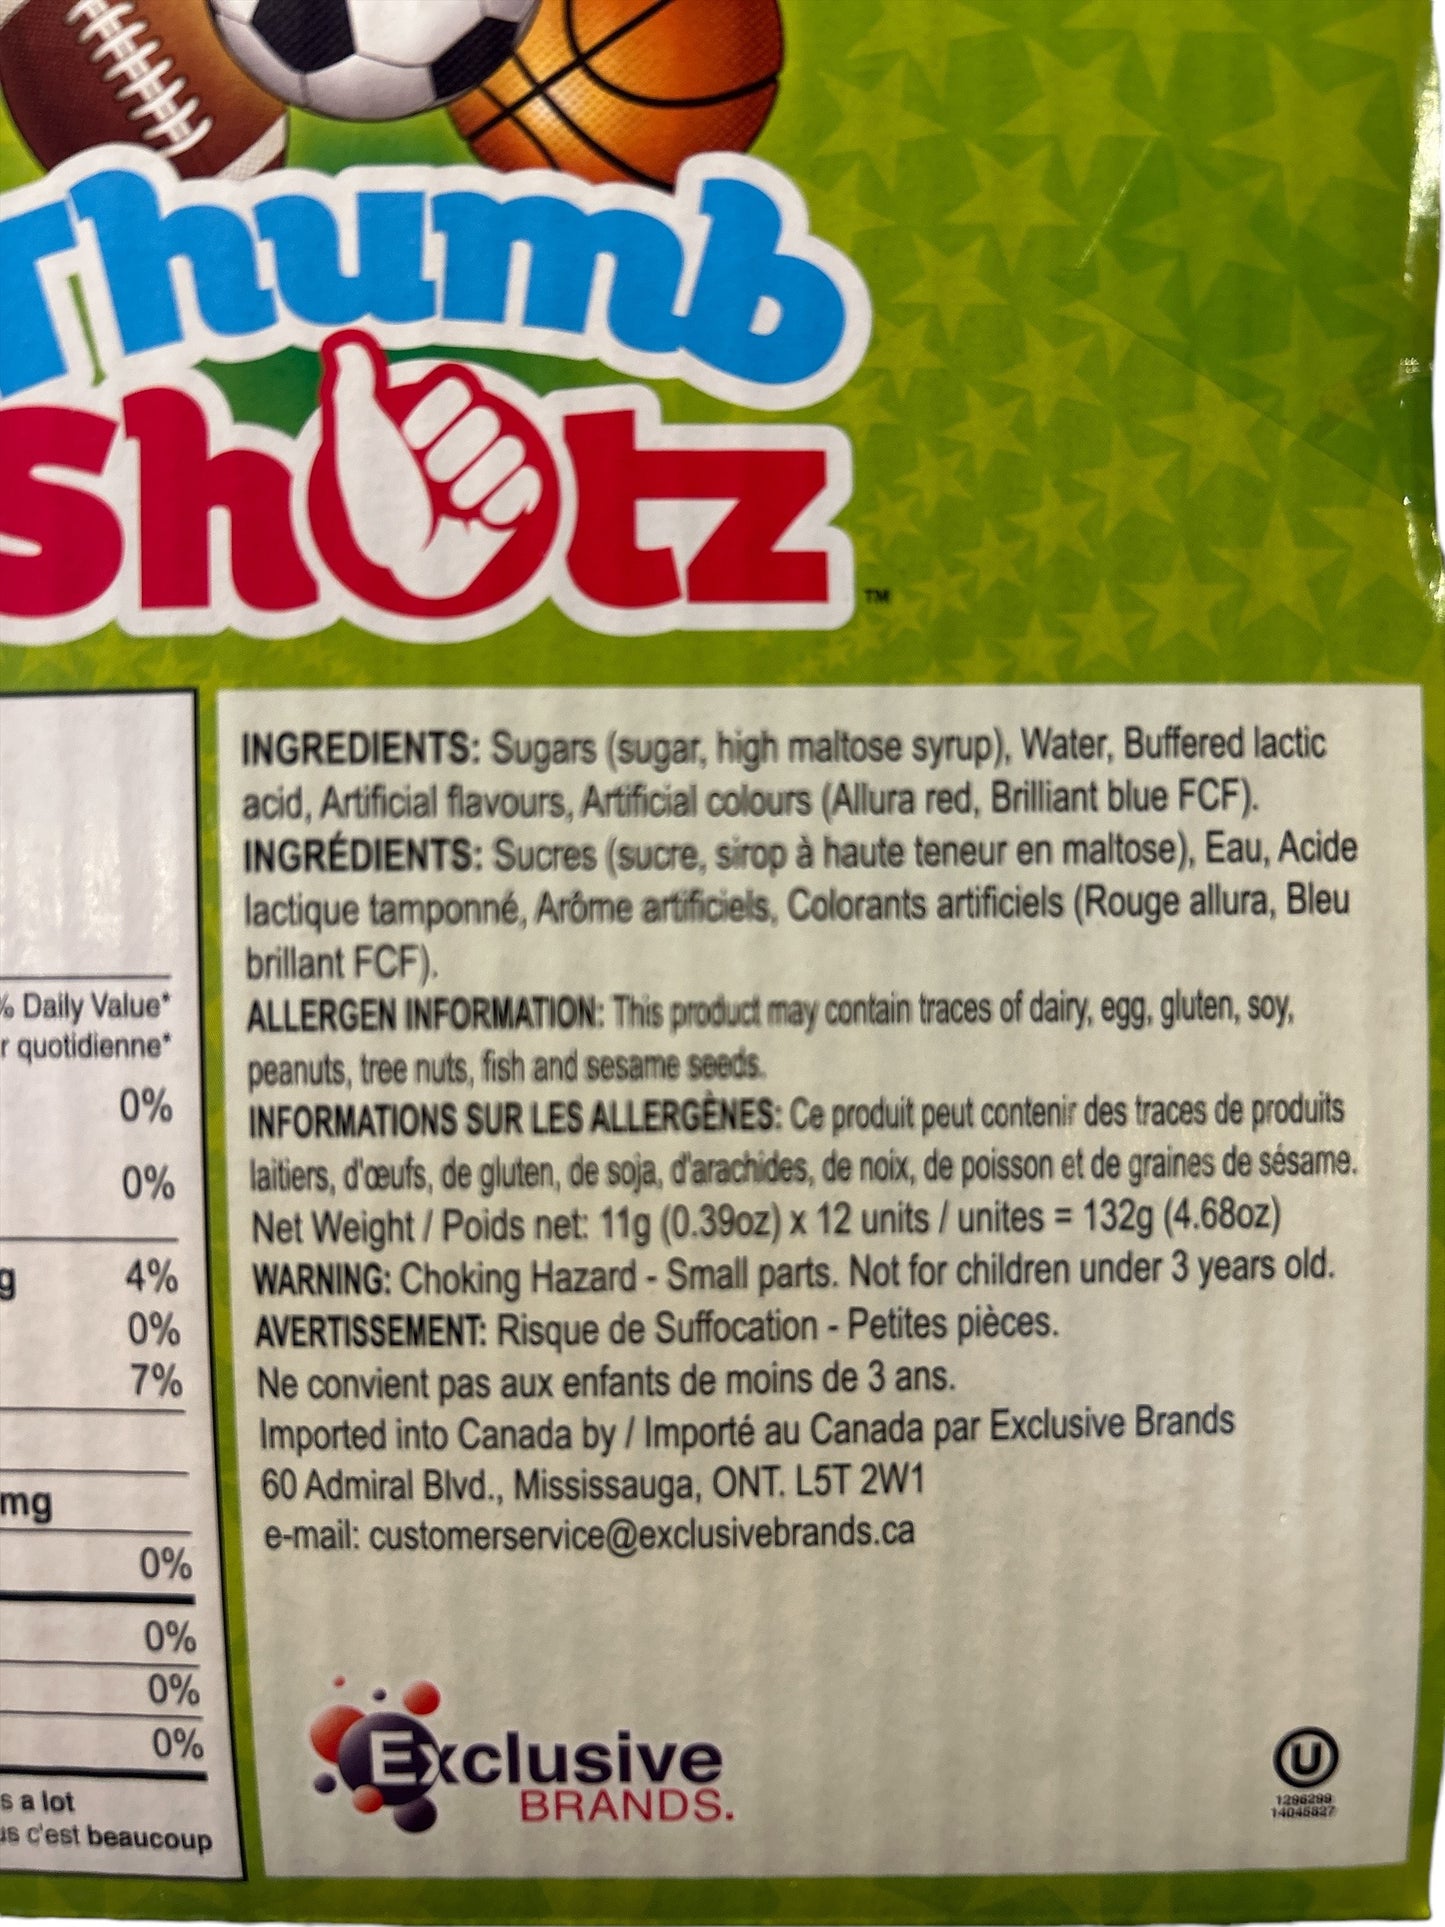 Thumb
Shotz
TM
% Daily Value*
r quotidienne*
0%
0%
g 4%
0%
7%
mg
0%
0%
0%
0%
s a lot
us c'est beaucoup
INGREDIENTS: Sugars (sugar, high maltose syrup), Water, Buffered lactic
acid, Artificial flavours, Artificial colours (Allura red, Brilliant blue FCF).
INGRÉDIENTS: Sucres (sucre, sirop à haute teneur en maltose), Eau, Acide
lactique tamponné, Arôme artificiels, Colorants artificiels (Rouge allura, Bleu
brillant FCF).
ALLERGEN INFORMATION: This product may contain traces of dairy, egg, gluten, soy,
peanuts, tree nuts, fish and sesame seeds.
INFORMATIONS SUR LES ALLERGÈNES: Ce produit peut contenir des traces de produits
laitiers, d'œufs, de gluten, de soja, d'arachides, de noix, de poisson et de graines de sésame.
Net Weight / Poids net: 11g (0.39oz) x 12 units / unites = 132g (4.68oz)
WARNING: Choking Hazard - Small parts. Not for children under 3 years old.
AVERTISSEMENT: Risque de Suffocation - Petites pièces.
Ne convient pas aux enfants de moins de 3 ans.
Imported into Canada by / Importé au Canada par Exclusive Brands
60 Admiral Blvd., Mississauga, ONT. L5T 2W1
e-mail: customerservice@exclusivebrands.ca
Exclusive
BRANDS.
U
1296299
14045827